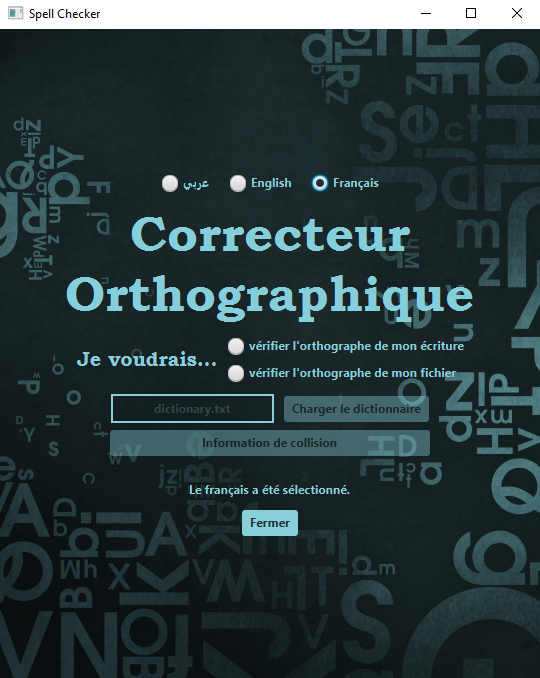 Spell Checker
عربي English Français
Correcteur
Orthographique
Je voudrais...
vérifier l'orthographe de mon écriture
vérifier l'orthographe de mon fichier
dictionary.txt Charger le dictionnaire
Information de collision
Le français a été sélectionné.
Fermer